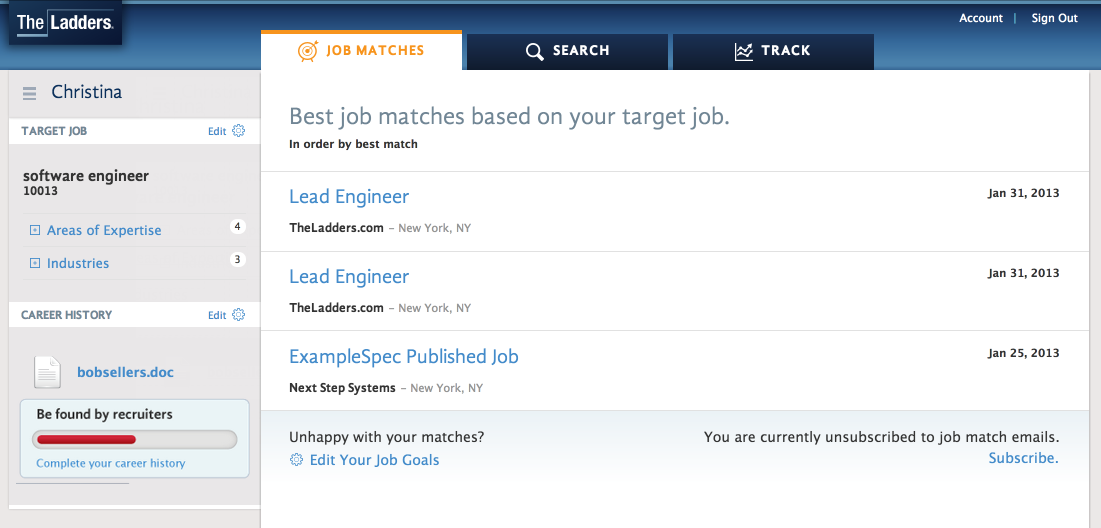 The Ladders.
Account | Sign Out
JOB MATCHES
SEARCH
TRACK
Christina
TARGET JOB
Edit
software engineer
10013
Areas of Expertise 4
Industries 3
CAREER HISTORY
Edit
bobsellers.doc
Be found by recruiters
Complete your career history
Best job matches based on your target job.
In order by best match
Lead Engineer
Jan 31, 2013
TheLadders.com – New York, NY
Lead Engineer
Jan 31, 2013
TheLadders.com – New York, NY
ExampleSpec Published Job
Jan 25, 2013
Next Step Systems – New York, NY
Unhappy with your matches?
Edit Your Job Goals
You are currently unsubscribed to job match emails.
Subscribe.